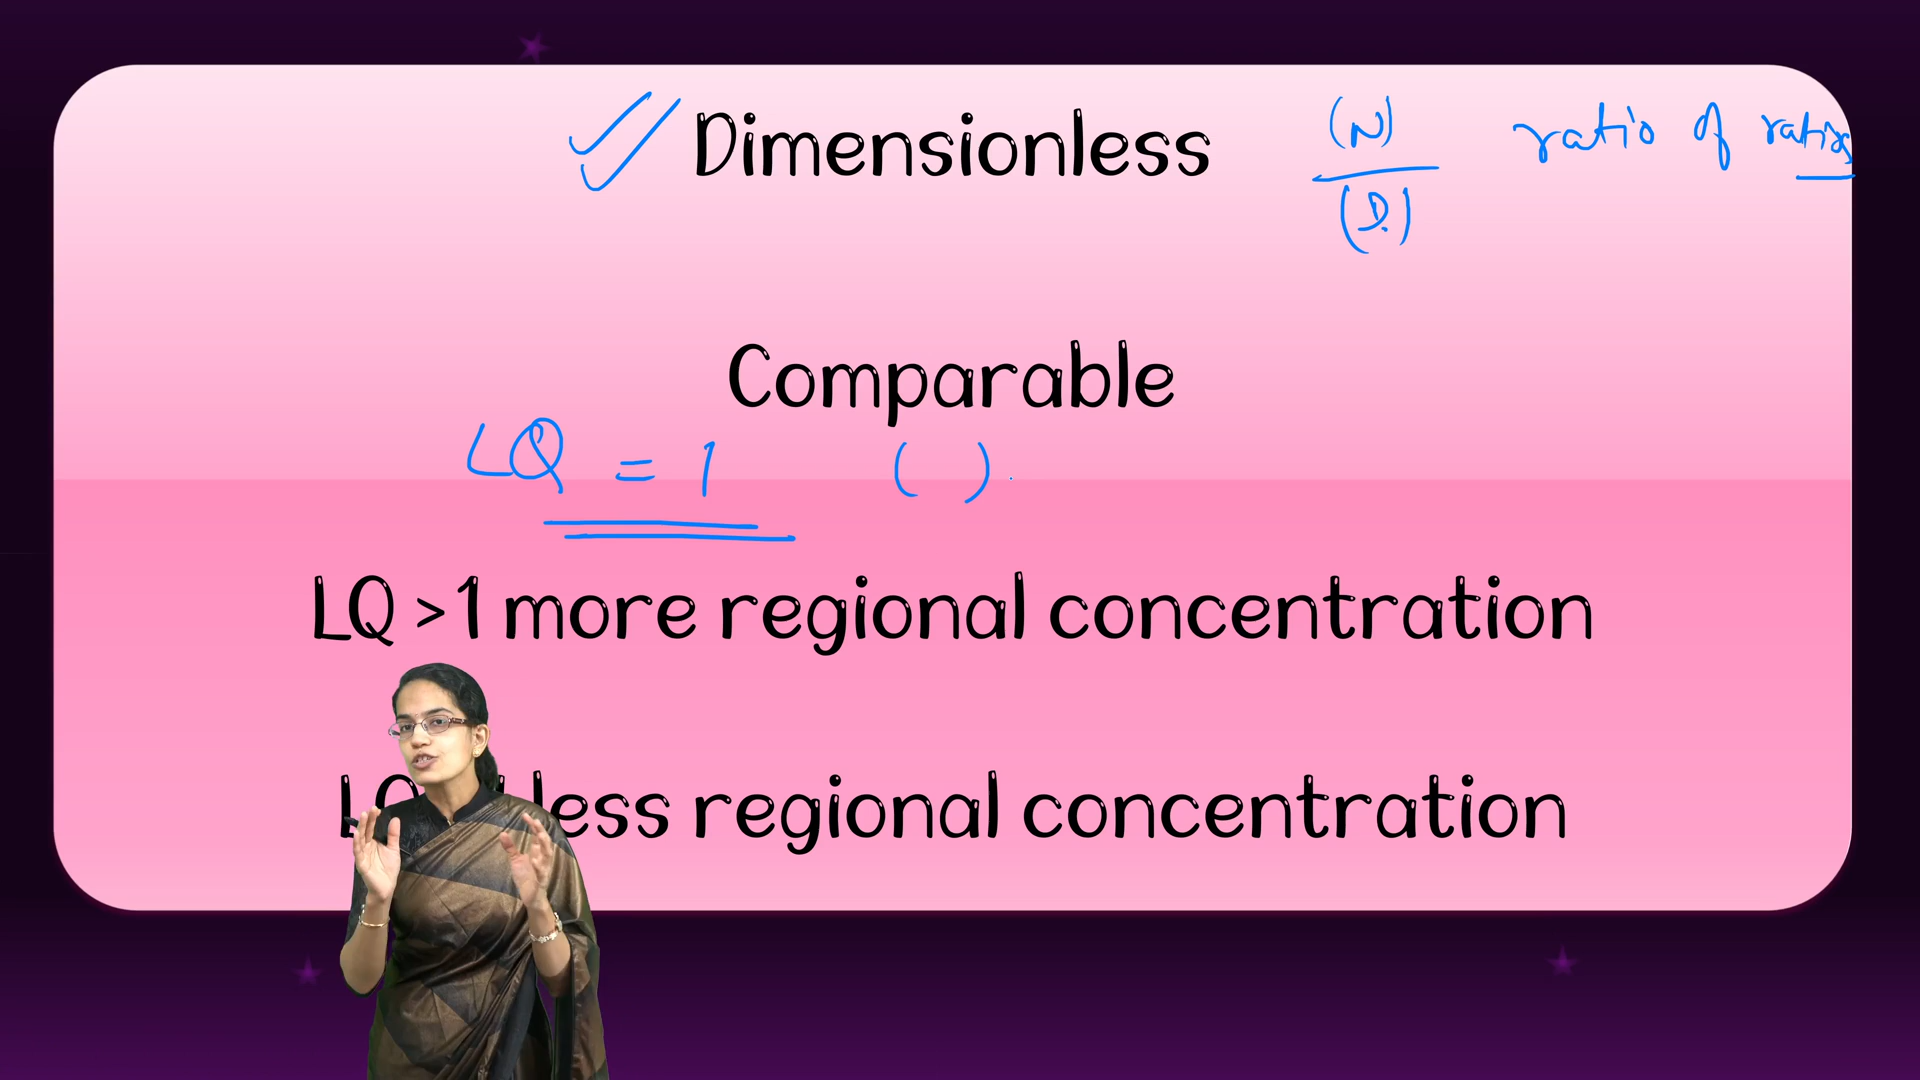 Dimensionless
(N)
(D)
ratio of ratios
Comparable
LQ = 1 ( )
LQ >1 more regional concentration
less regional concentration